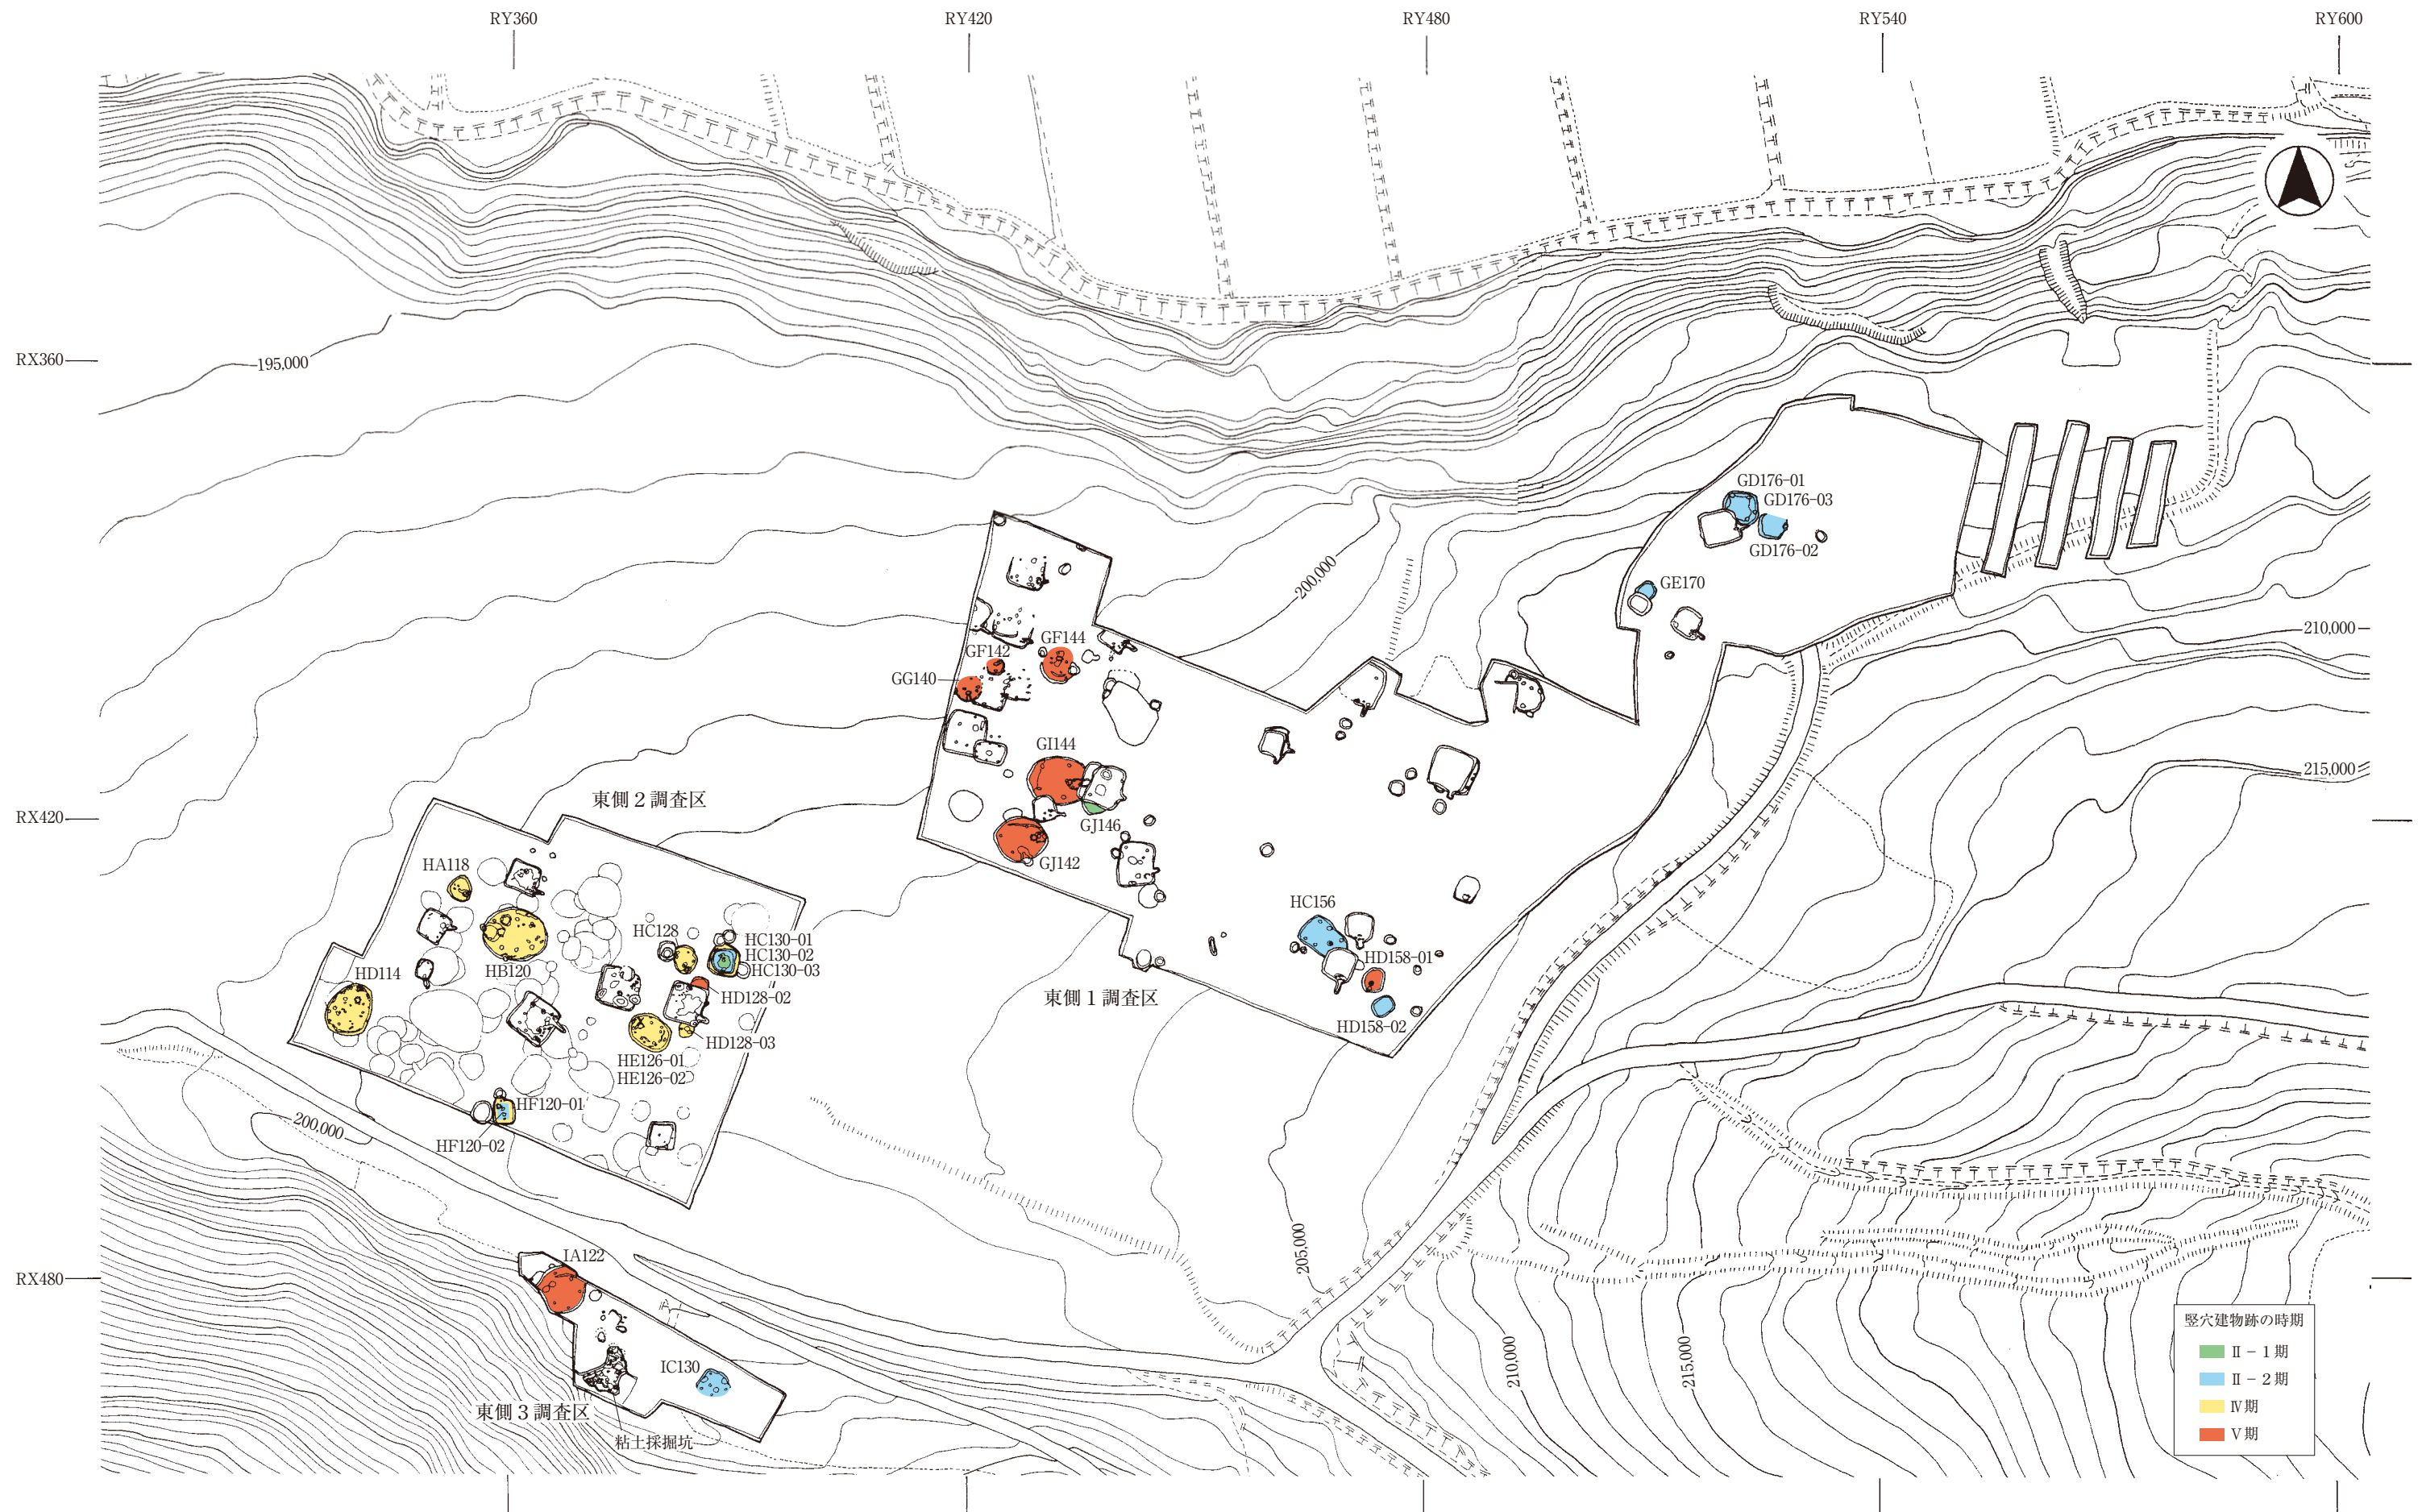 RY360
RY420
RY480
RY540
RY600
RX360
195,000
GD176-01
GD176-03
GD176-02
200,000
GE170
210,000
GF144
GF142
GG140
GI144
215,000
東側2調査区
RX420
GJ146
HA118
GJ142
HC156
HC128
HC130-01
HC130-02
HC130-03
HD158-01
HB120
HD114
HD128-02
東側1調査区
HD158-02
HD128-03
HE126-01
HE126-02
HF120-01
200,000
HF120-02
205,000
IA122
RX480
竪穴建物跡の時期
Ⅱ-1期
Ⅱ-2期
Ⅳ期
Ⅴ期
IC130
210,000
215,000
東側3調査区
粘土採掘坑